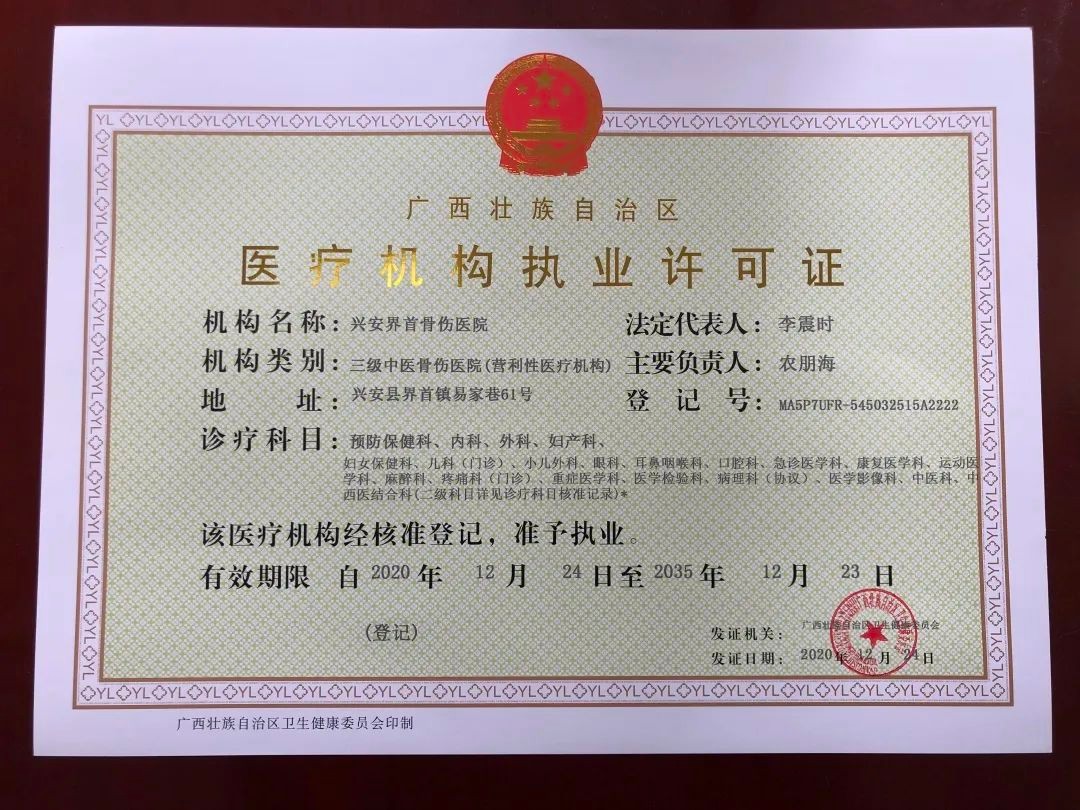 广西壮族自治区
医疗机构执业许可证
机构名称：兴安界首骨伤医院 法定代表人：李震时
机构类别：三级中医骨伤医院(营利性医疗机构) 主要负责人：农朋海
地 址：兴安县界首镇易家巷61号 登 记 号：MA5P7UFR-545032515A2222
诊疗科目：预防保健科、内科、外科、妇产科、
妇女保健科、儿科（门诊）、小儿外科、眼科、耳鼻咽喉科、口腔科、急诊医学科、康复医学科、运动医
学科、麻醉科、疼痛科（门诊）、重症医学科、医学检验科、病理科（协议）、医学影像科、中医科、中
西医结合科(二级科目详见诊疗科目核准记录)*
该医疗机构经核准登记，准予执业。
有效期限 自 2020 年 12 月 24 日至 2035 年 12 月 23 日
(登记)
发证机关：广西壮族自治区卫生健康委员会
发证日期：2020 年 12 月 24 日
广西壮族自治区卫生健康委员会印制